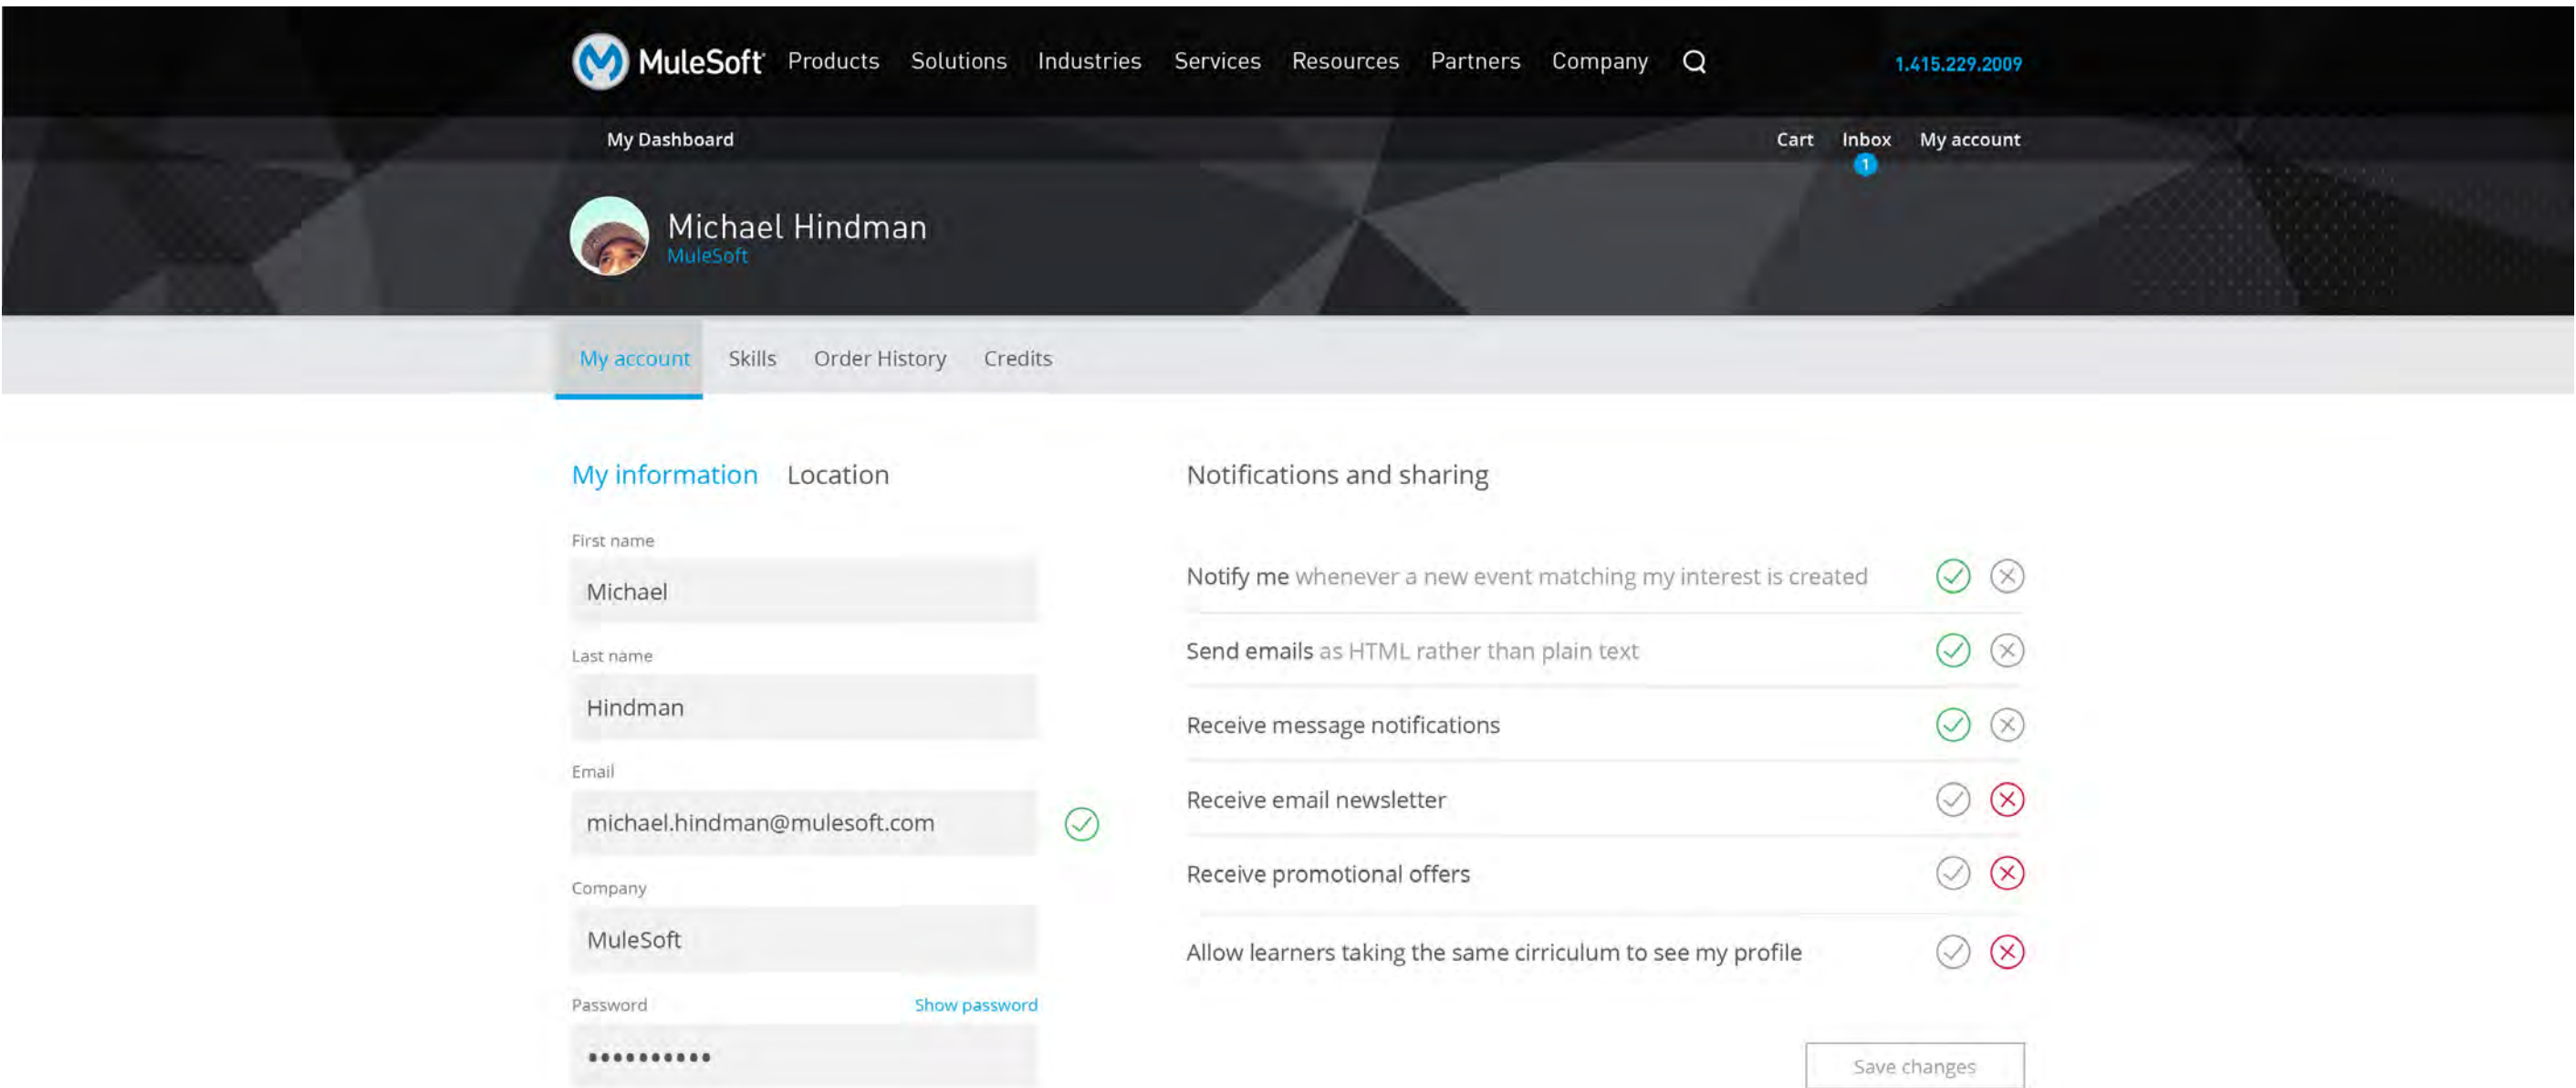 MuleSoft Products Solutions Industries Services Resources Partners Company 1.415.229.2009
My Dashboard Cart Inbox My account
1
Michael Hindman
MuleSoft
My account Skills Order History Credits
My information Location
First name
Michael
Last name
Hindman
Email
michael.hindman@mulesoft.com
Company
MuleSoft
Password Show password
••••••••••
Notifications and sharing
Notify me whenever a new event matching my interest is created
Send emails as HTML rather than plain text
Receive message notifications
Receive email newsletter
Receive promotional offers
Allow learners taking the same cirriculum to see my profile
Save changes